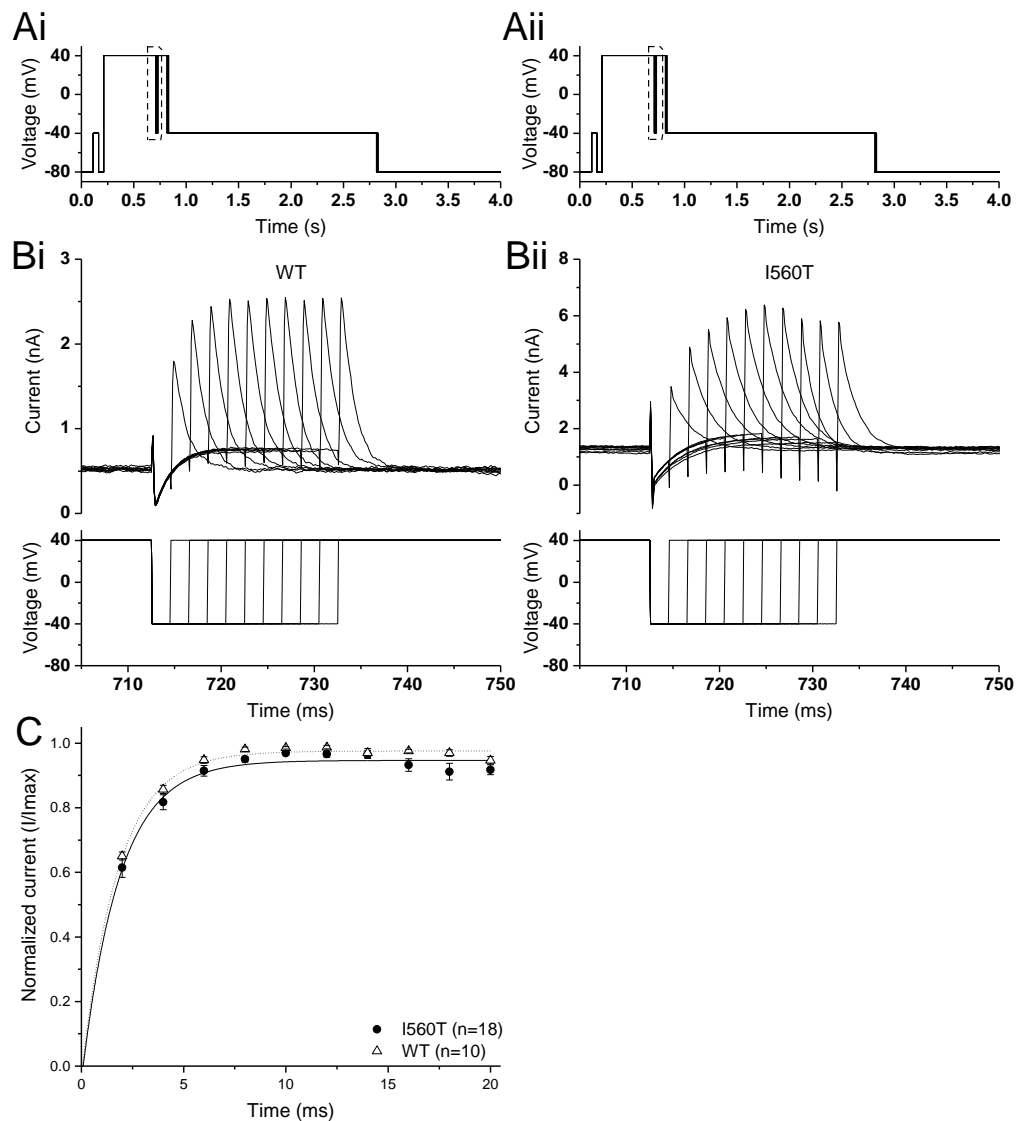 Ai
Voltage (mV)
40
0
-40
-80
0.0 0.5 1.0 1.5 2.0 2.5 3.0 3.5 4.0
Time (s)
Aii
Voltage (mV)
40
0
-40
-80
0.0 0.5 1.0 1.5 2.0 2.5 3.0 3.5 4.0
Time (s)
Bi
WT
Current (nA)
3
2
1
0
Voltage (mV)
40
0
-40
-80
710 720 730 740 750
Time (ms)
Bii
I560T
Current (nA)
8
6
4
2
0
Voltage (mV)
40
0
-40
-80
710 720 730 740 750
Time (ms)
C
Normalized current (I/Imax)
1.0
0.8
0.6
0.4
0.2
0.0
I560T (n=18)
WT (n=10)
0 5 10 15 20
Time (ms)